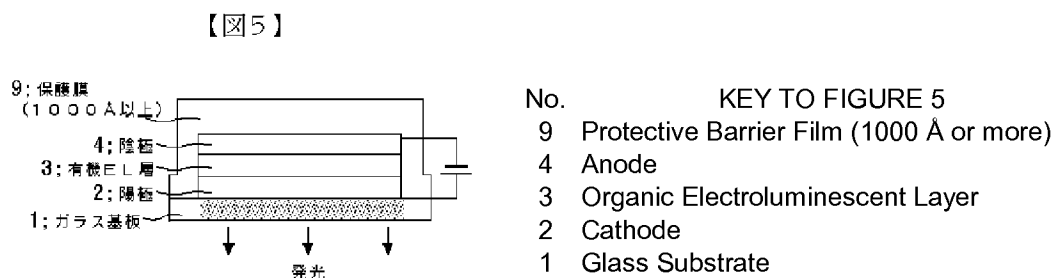 【図5】
9;保護膜
(1000Å以上)
4;陰極
3;有機EL層
2;陽極
1;ガラス基板
発光
No. KEY TO FIGURE 5
9 Protective Barrier Film (1000 Å or more)
4 Anode
3 Organic Electroluminescent Layer
2 Cathode
1 Glass Substrate